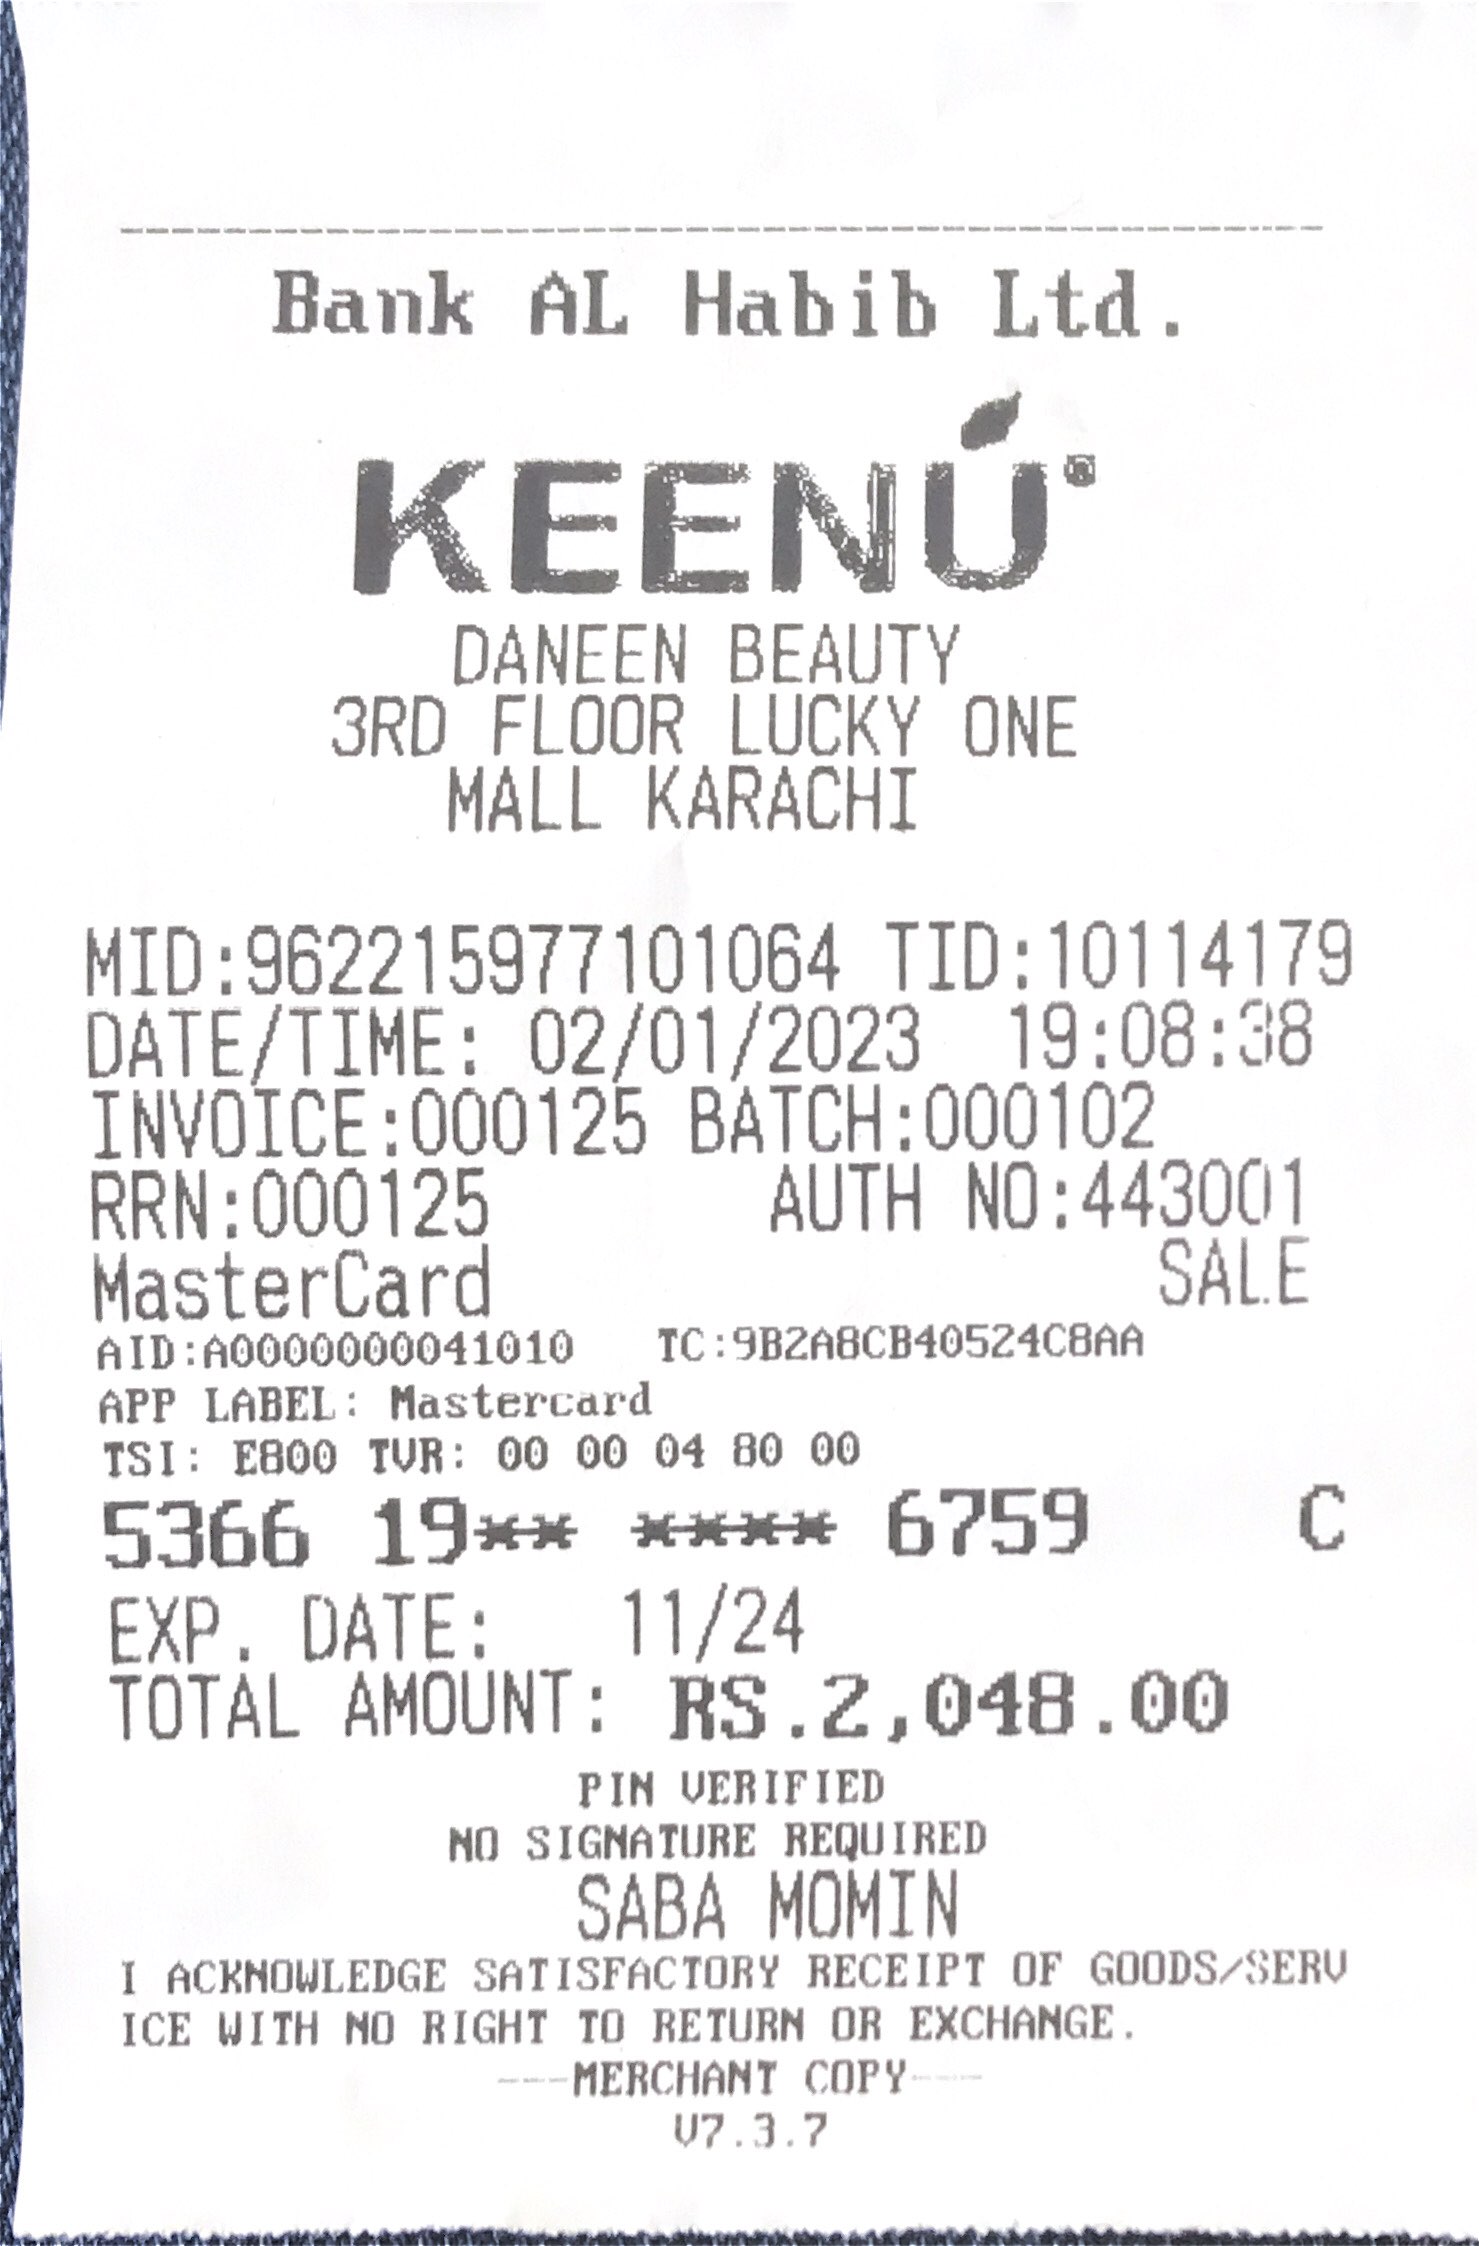 Bank AL Habib Ltd.
KEENÚ®
DANEEN BEAUTY
3RD FLOOR LUCKY ONE
MALL KARACHI
MID:962215977101064 TID:10114179
DATE/TIME: 02/01/2023 19:08:38
INVOICE:000125 BATCH:000102
RRN:000125 AUTH NO:443001
MasterCard SALE
AID:A0000000041010 TC:9B2A8CB40524C8AA
APP LABEL: Mastercard
TSI: E800 TVR: 00 00 04 80 00
5366 19** **** 6759 C
EXP. DATE: 11/24
TOTAL AMOUNT: RS.2,048.00
PIN VERIFIED
NO SIGNATURE REQUIRED
SABA MOMIN
I ACKNOWLEDGE SATISFACTORY RECEIPT OF GOODS/SERV
ICE WITH NO RIGHT TO RETURN OR EXCHANGE.
---MERCHANT COPY---
V7.3.7